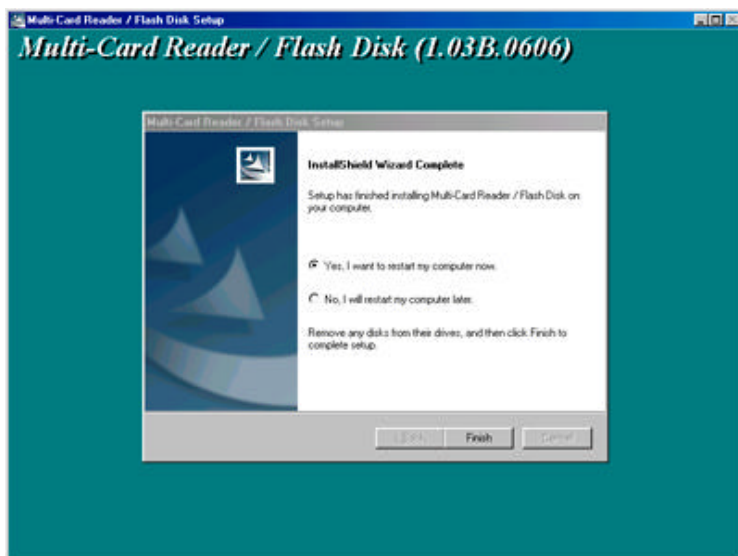 Multi-Card Reader / Flash Disk Setup
Multi-Card Reader / Flash Disk (1.03B.0606)
Multi-Card Reader / Flash Disk Setup
InstallShield Wizard Complete
Setup has finished installing Multi-Card Reader / Flash Disk on
your computer.
Yes, I want to restart my computer now.
No, I will restart my computer later.
Remove any disks from their drives, and then click Finish to
complete setup.
< Back
Finish
Cancel